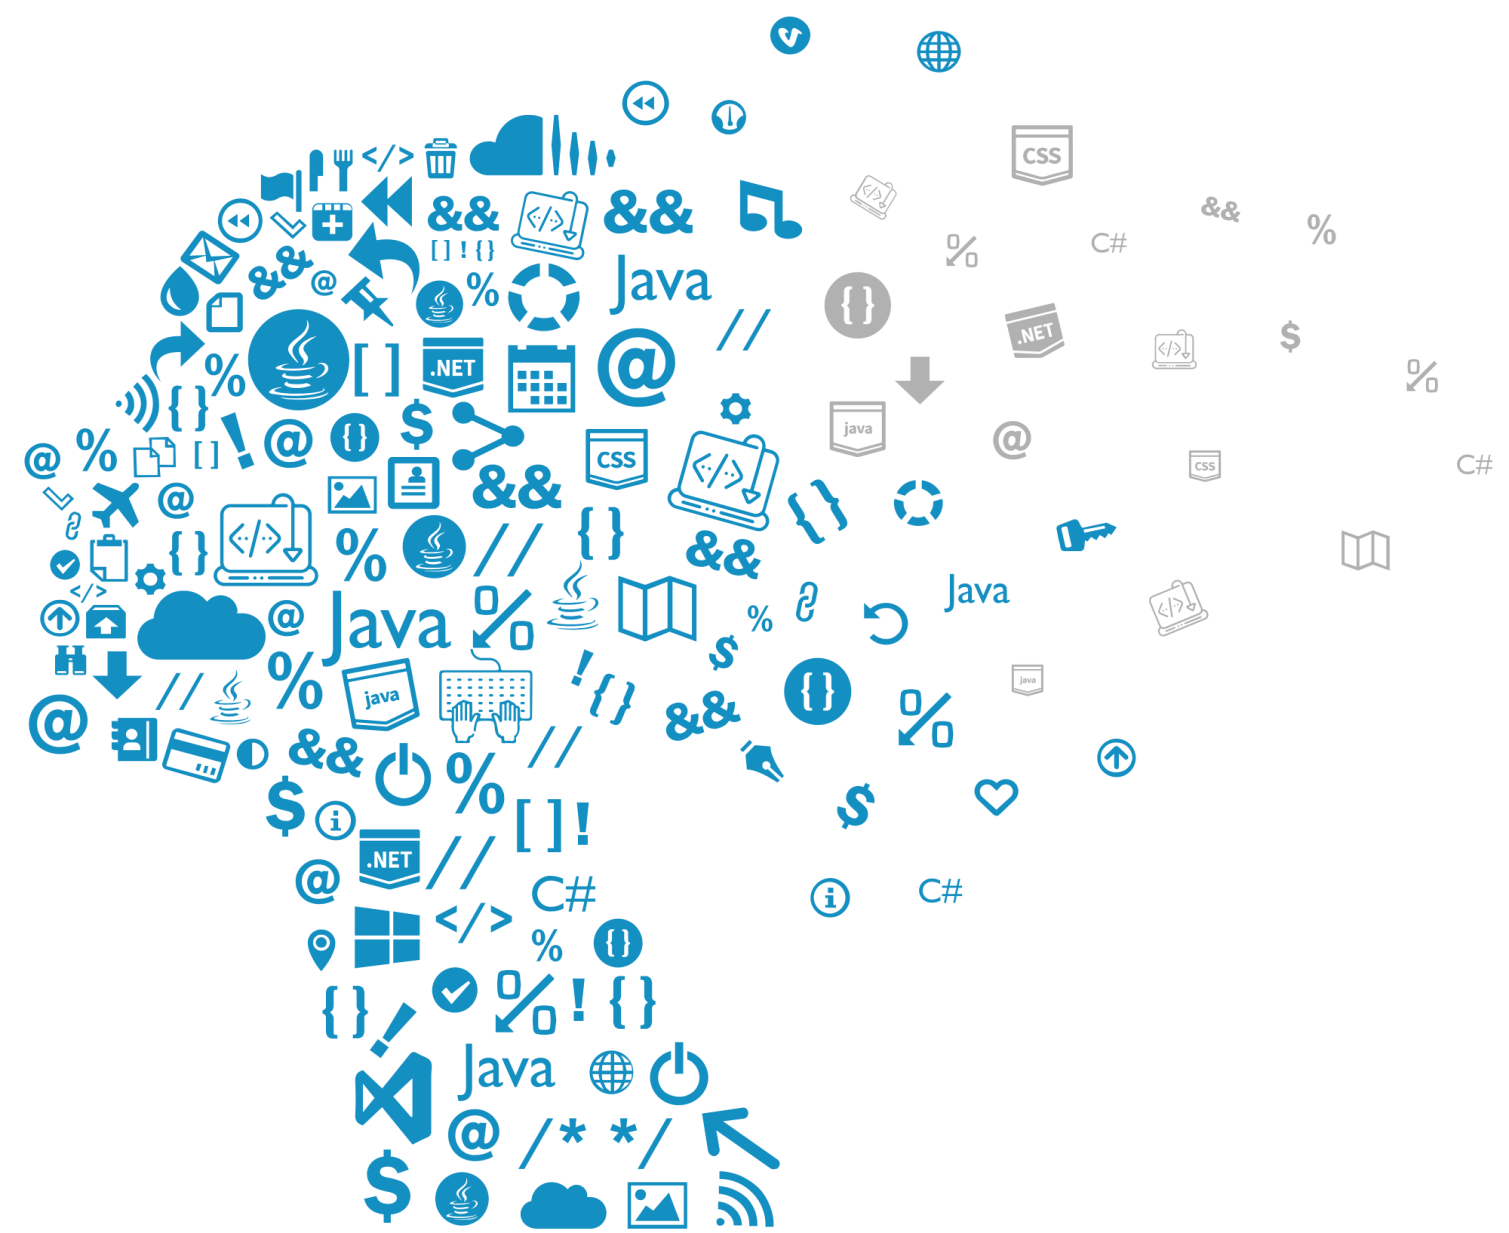 </>
CSS
&& &&
&& %
[ ] ! { }
</>
C#
&&
@
%
Java
{ }
//
.NET
$
</>
%
[ ]
.NET
@
%
{ }
java
$
@ % [ ] ! @ { }
@
CSS
CSS
</>
C#
@
&&
{ }
</>
{ }
{ }
%
//
&&
</>
Java
</>
@
Java
%
%
$
java
//
%
java
{ }
! { }
@
&&
&&
//
%
$
$
[ ] !
.NET
//
@
C#
C#
</>
%
{ }
{ }
!
! { }
Java
@
/* */
$